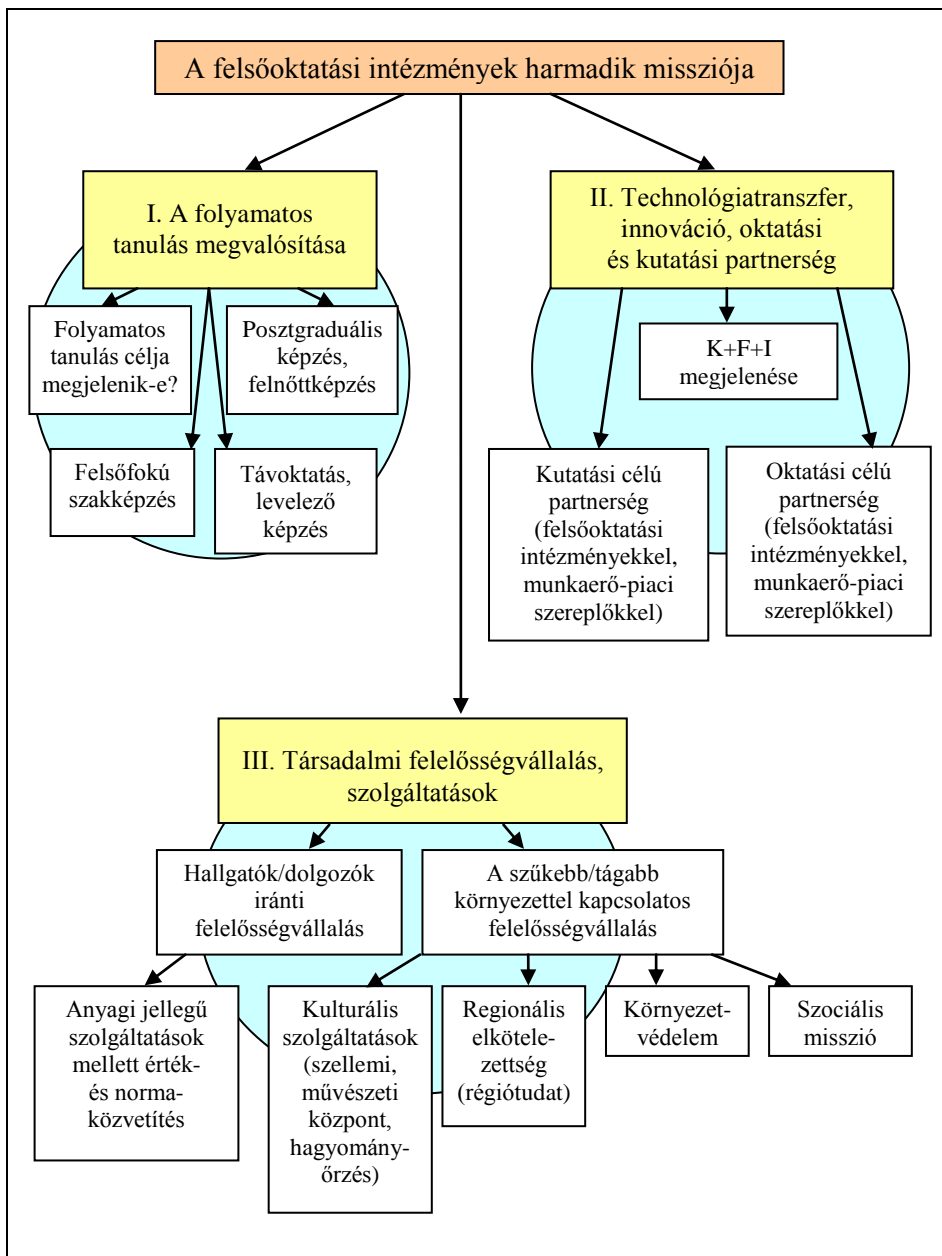 A felsőoktatási intézmények harmadik missziója
I. A folyamatos
tanulás megvalósítása
Folyamatos
tanulás célja
megjelenik-e?
Posztgraduális
képzés,
felnőttképzés
Felsőfokú
szakképzés
Távoktatás,
levelező
képzés
II. Technológiatranszfer,
innováció, oktatási
és kutatási partnerség
K+F+I
megjelenése
Kutatási célú
partnerség
(felsőoktatási
intézményekkel,
munkaerő-piaci
szereplőkkel)
Oktatási célú
partnerség
(felsőoktatási
intézményekkel,
munkaerő-piaci
szereplőkkel)
III. Társadalmi felelősségvállalás,
szolgáltatások
Hallgatók/dolgozók
iránti
felelősségvállalás
A szűkebb/tágabb
környezettel kapcsolatos
felelősségvállalás
Anyagi jellegű
szolgáltatások
mellett érték-
és norma-
közvetítés
Kulturális
szolgáltatások
(szellemi,
művészeti
központ,
hagyomány-
őrzés)
Regionális
elkötele-
zettség
(régiótudat)
Környezet-
védelem
Szociális
misszió